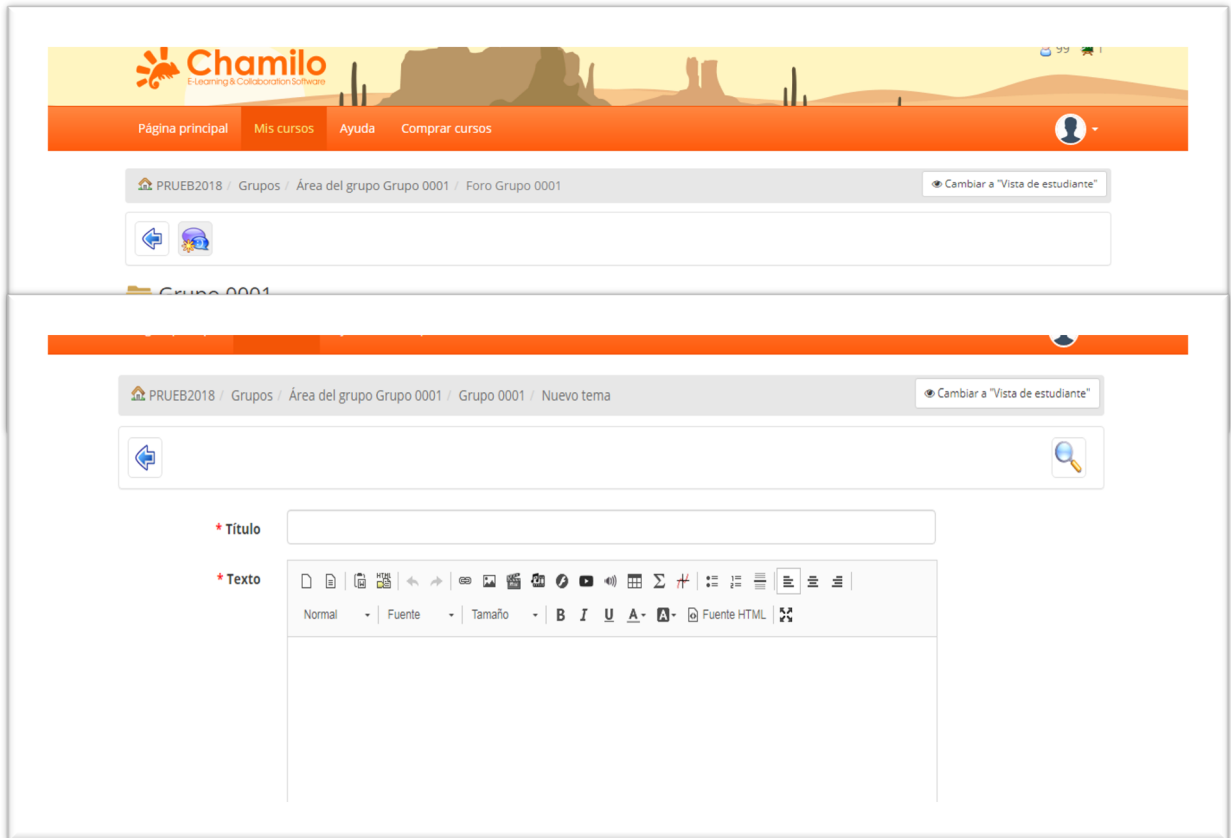 Chamilo
E-Learning & Collaboration Software
99 1
Página principal Mis cursos Ayuda Comprar cursos
PRUEB2018 / Grupos / Área del grupo Grupo 0001 / Foro Grupo 0001
Cambiar a "Vista de estudiante"
Grupo 0001
PRUEB2018 / Grupos / Área del grupo Grupo 0001 / Grupo 0001 / Nuevo tema
Cambiar a "Vista de estudiante"
* Título
* Texto
Normal Fuente Tamaño B I U A A Fuente HTML